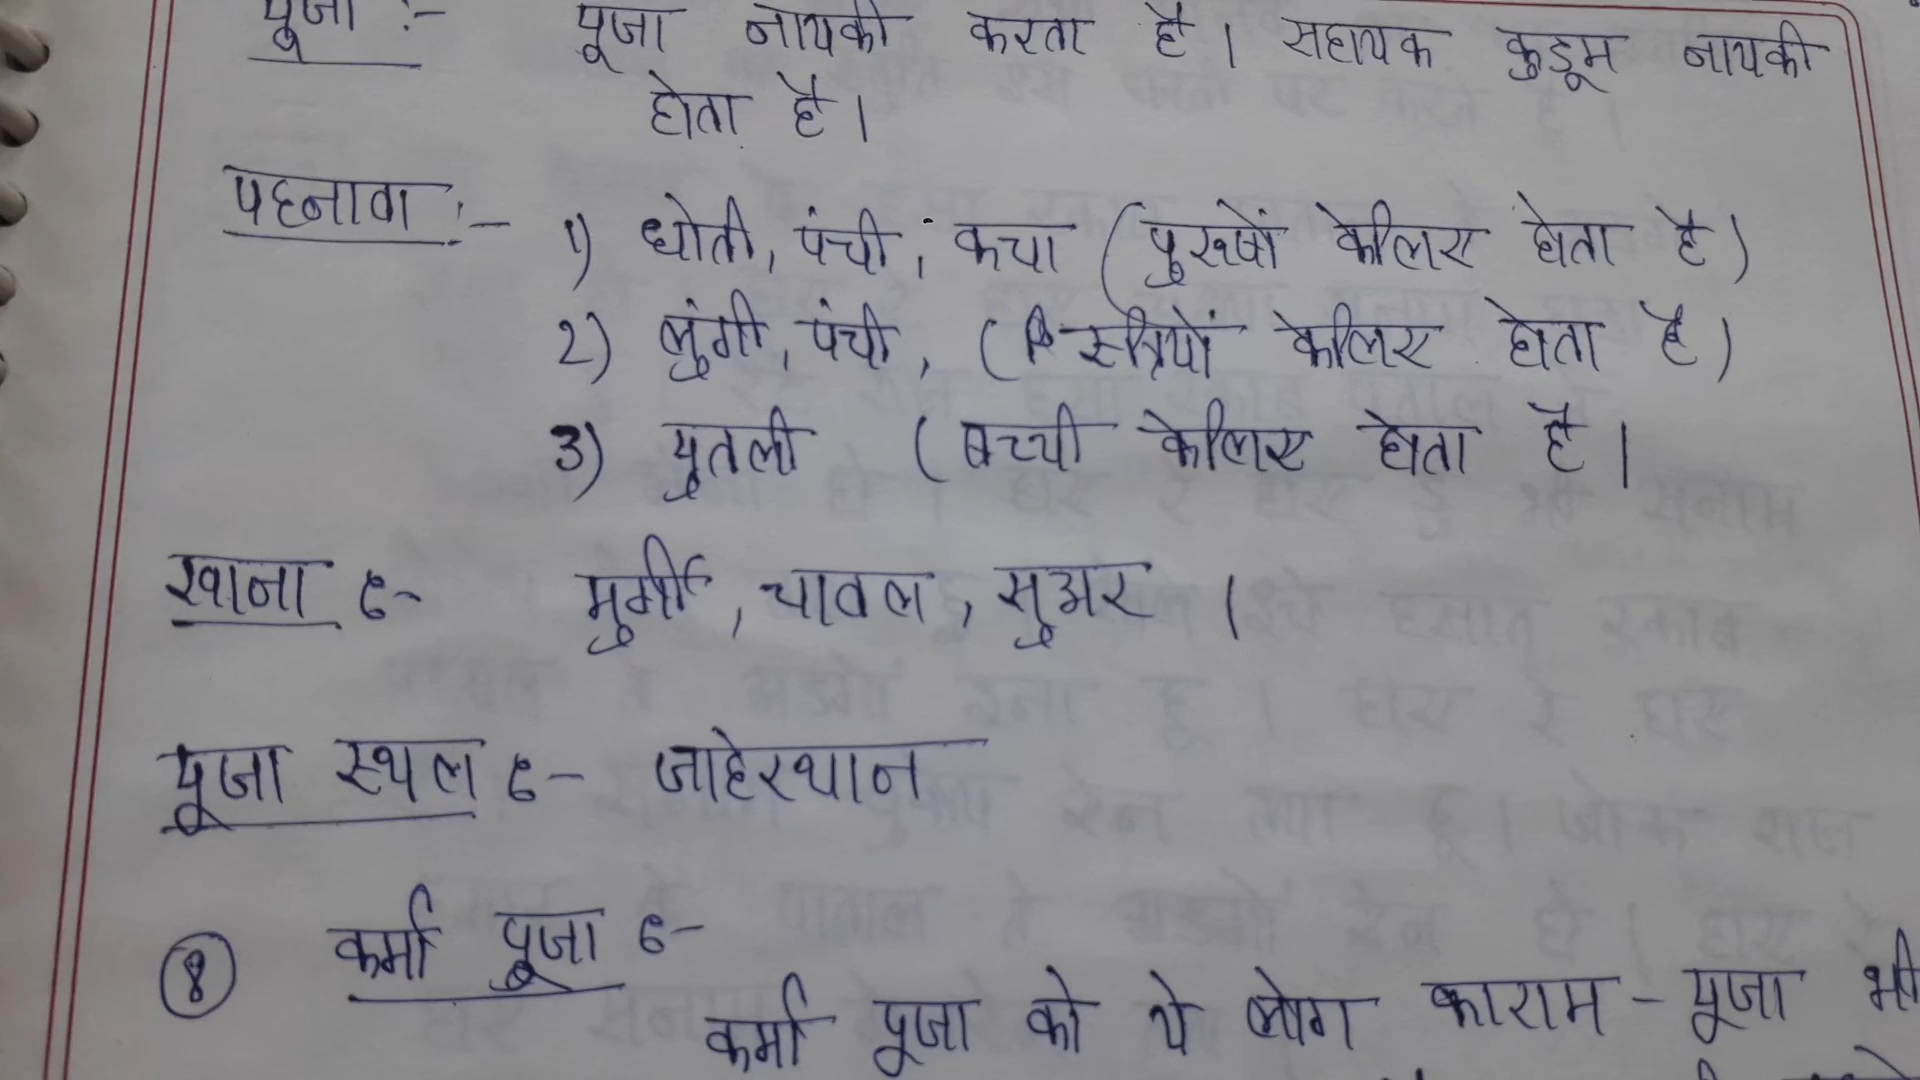 पूजा :- पूजा नायकी करता है । सहायक कुडूम नायकी
होता है ।
पहनावा :- 1) धोती, पंची, कचा (पुरूषों केलिए होता है)
2) लुंगी, पंची, (स्त्रियों केलिए होता है)
3) पुतली (बच्ची केलिए होता है ।
खाना :- मुर्गी, चावल, सुअर ।
पूजा स्थल :- जाहेरथान
8 कर्मा पूजा :-
कर्मा पूजा को ये लोग काराम - पूजा भी